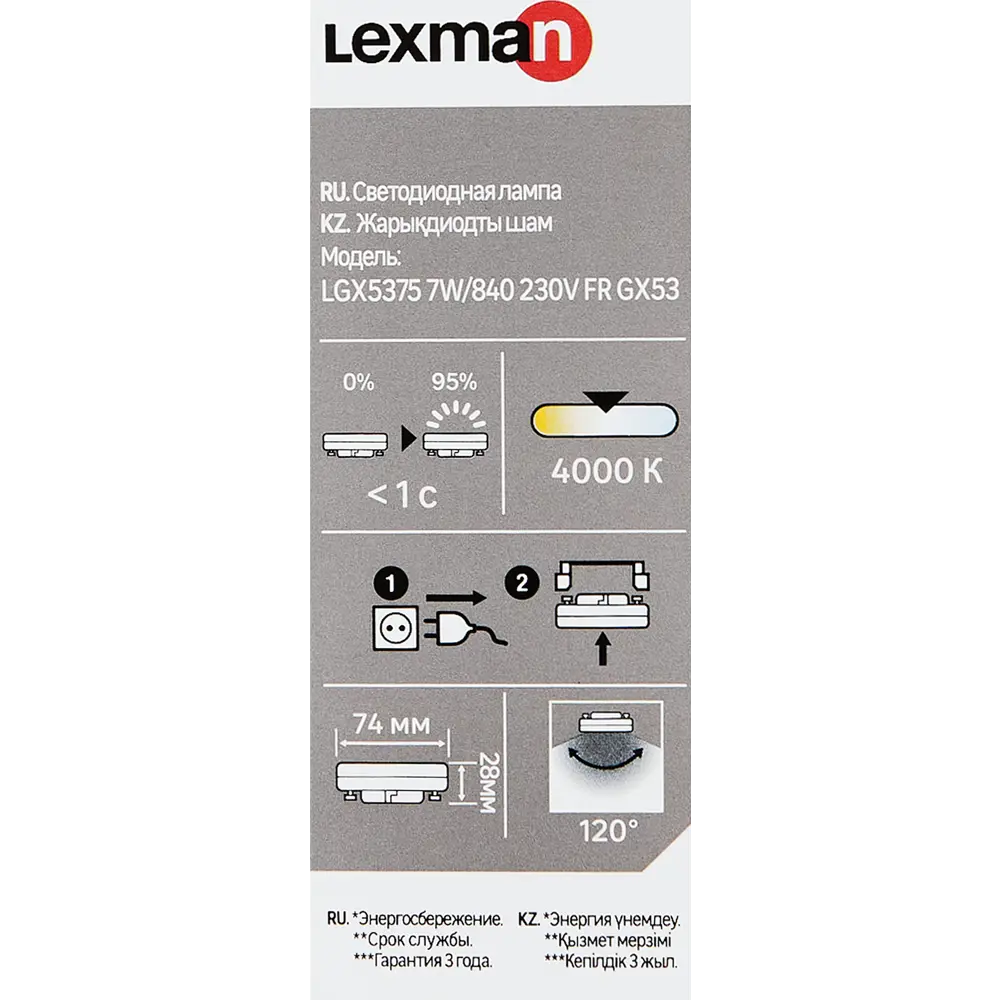 Lexman
RU. Светодиодная лампа
KZ. Жарықдиодты шам
Модель:
LGX5375 7W/840 230V FR GX53
0% 95%
< 1 с
4000 К
1 2
74 мм
28мм
120°
RU. *Энергосбережение.
**Срок службы.
***Гарантия 3 года.
KZ. *Энергия үнемдеу.
**Қызмет мерзімі
***Кепілдік 3 жыл.